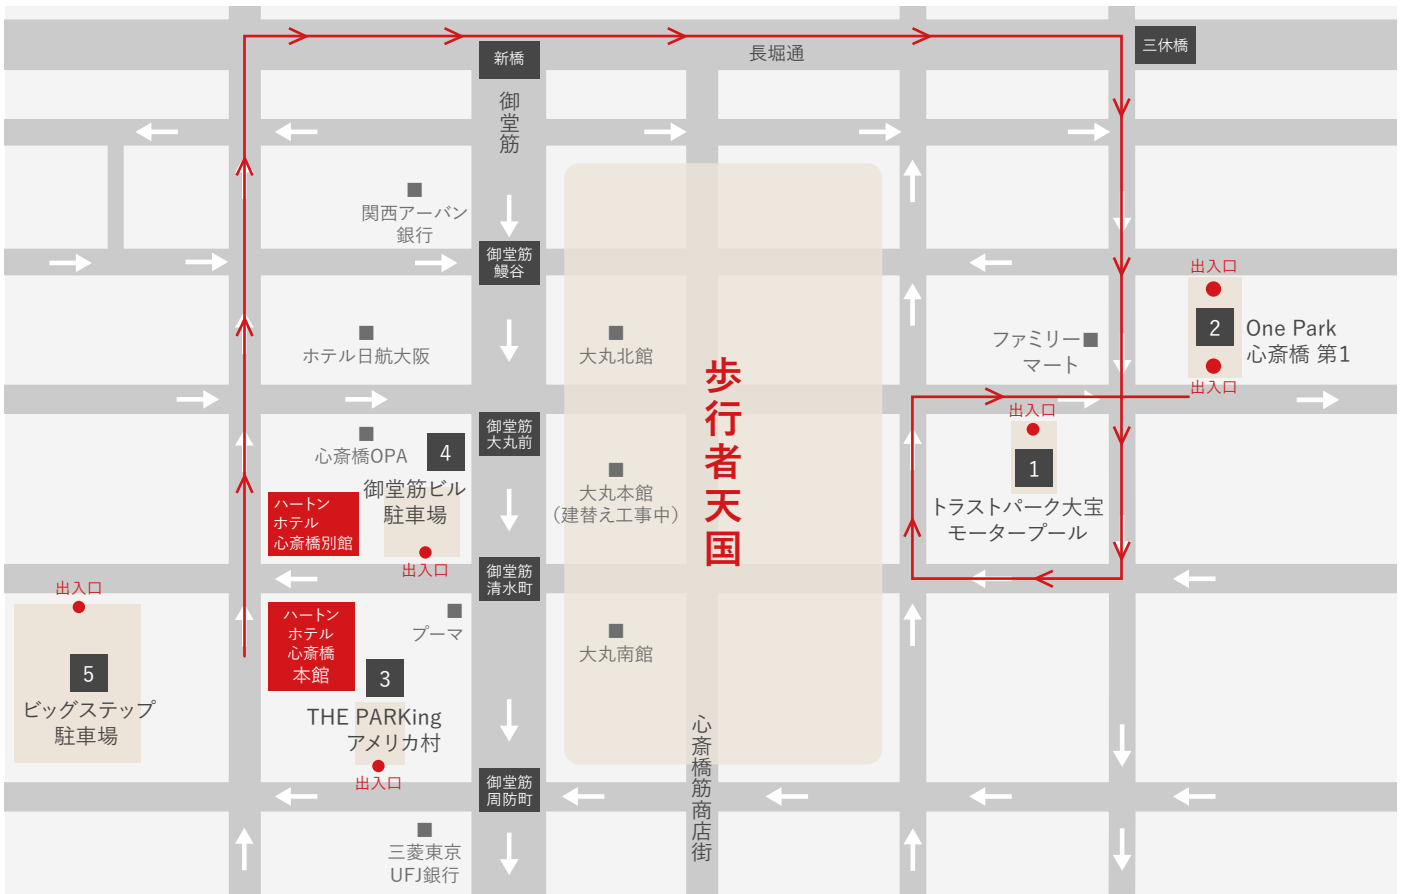 新橋
長堀通
三休橋
御堂筋
関西アーバン
銀行
御堂筋
鰻谷
出入口
2
One Park
心斎橋 第1
出入口
ホテル日航大阪
大丸北館
ファミリー
マート
歩行者天国
心斎橋OPA
4
御堂筋ビル
駐車場
出入口
御堂筋
大丸前
大丸本館
（建替え工事中）
出入口
1
トラストパーク大宝
モータープール
ハートン
ホテル
心斎橋別館
御堂筋
清水町
出入口
5
ビッグステップ
駐車場
ハートン
ホテル
心斎橋
本館
プーマ
3
THE PARKing
アメリカ村
出入口
大丸南館
心斎橋筋商店街
御堂筋
周防町
三菱東京
UFJ銀行